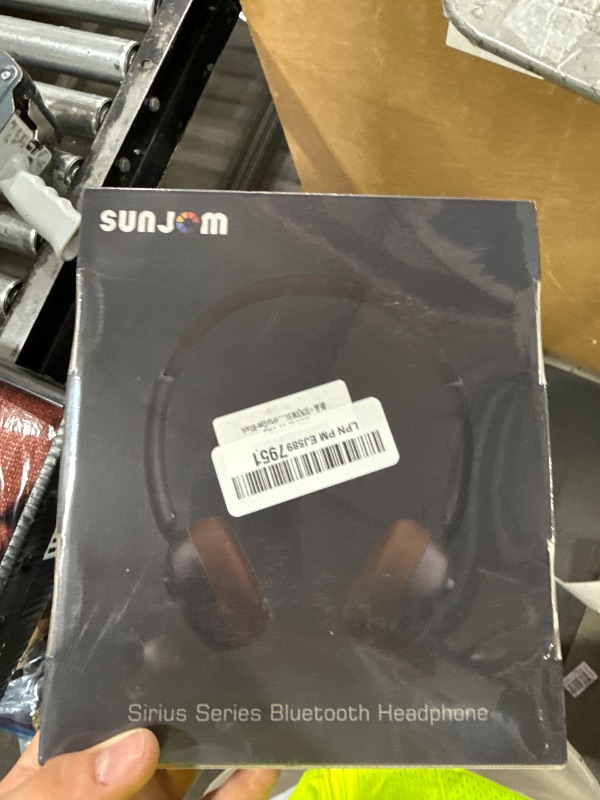 SUNJOM
LPN PM EJ589 7951
Sirius Series Bluetooth Headphone